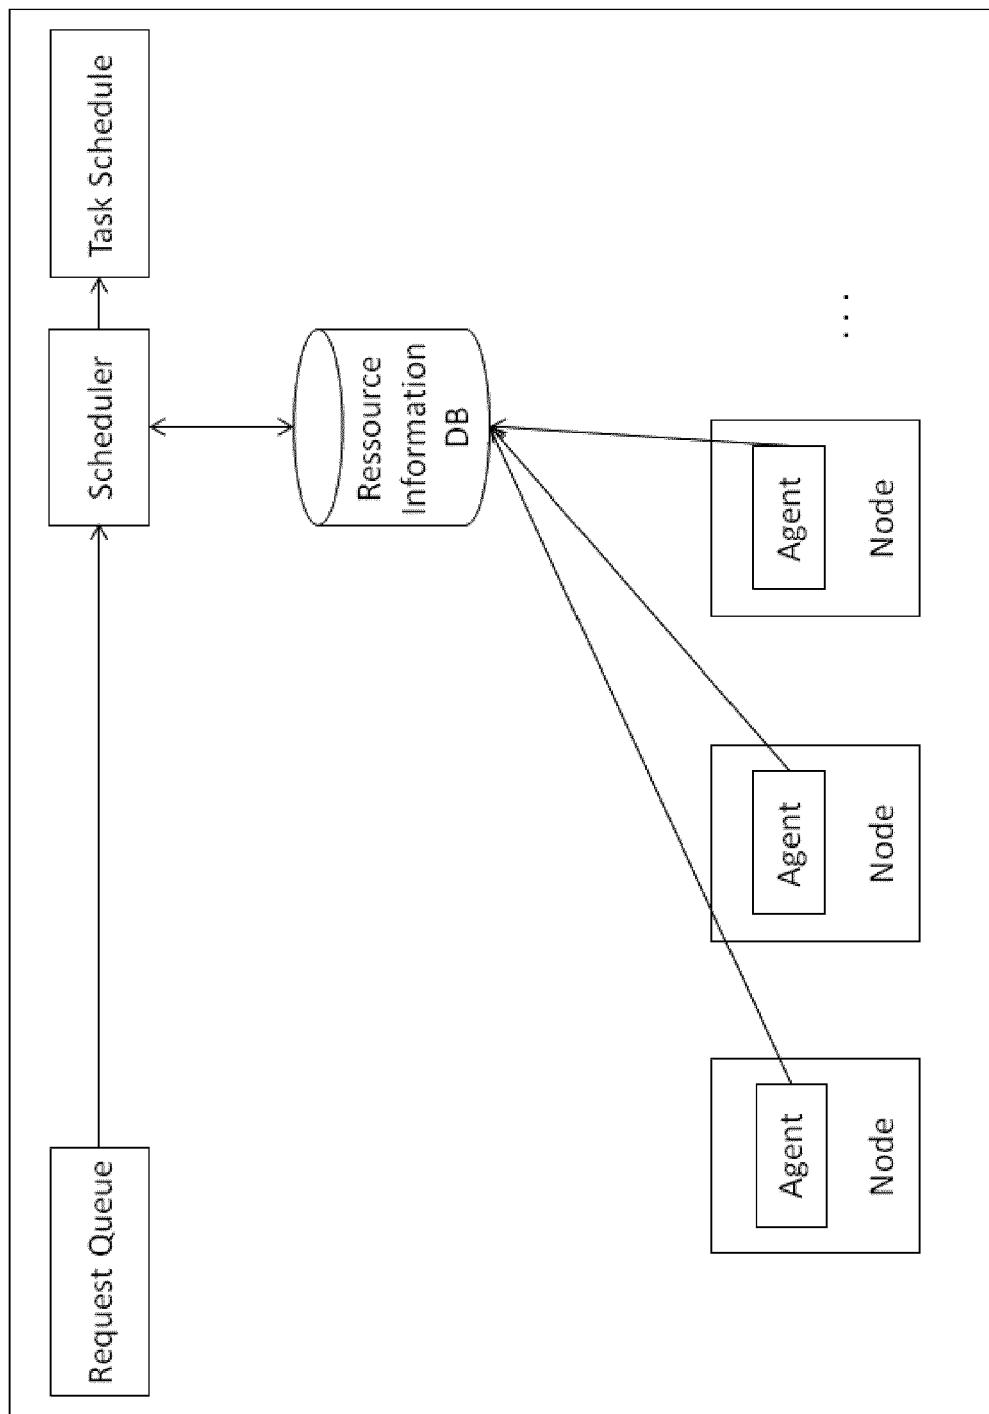 Request Queue
Scheduler
Task Schedule
Ressource
Information
DB
Agent
Node
Agent
Node
Agent
Node
...